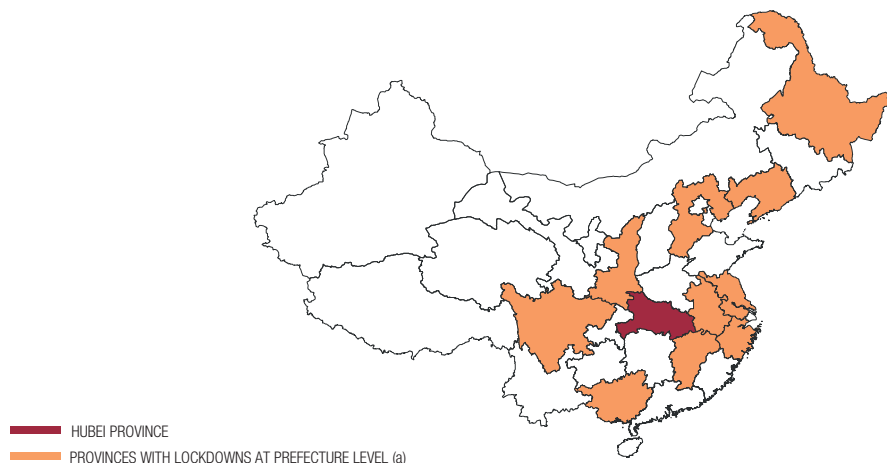 HUBEI PROVINCE
PROVINCES WITH LOCKDOWNS AT PREFECTURE LEVEL (a)